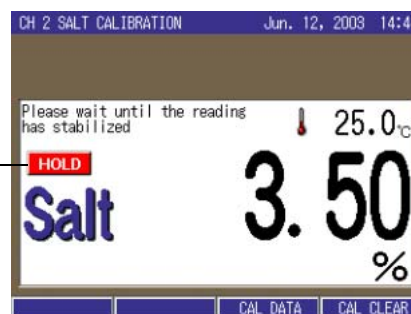 CH 2 SALT CALIBRATION Jun. 12, 2003 14:4
Please wait until the reading
has stabilized
25.0℃
HOLD
Salt
3.50
%
CAL DATA CAL CLEAR